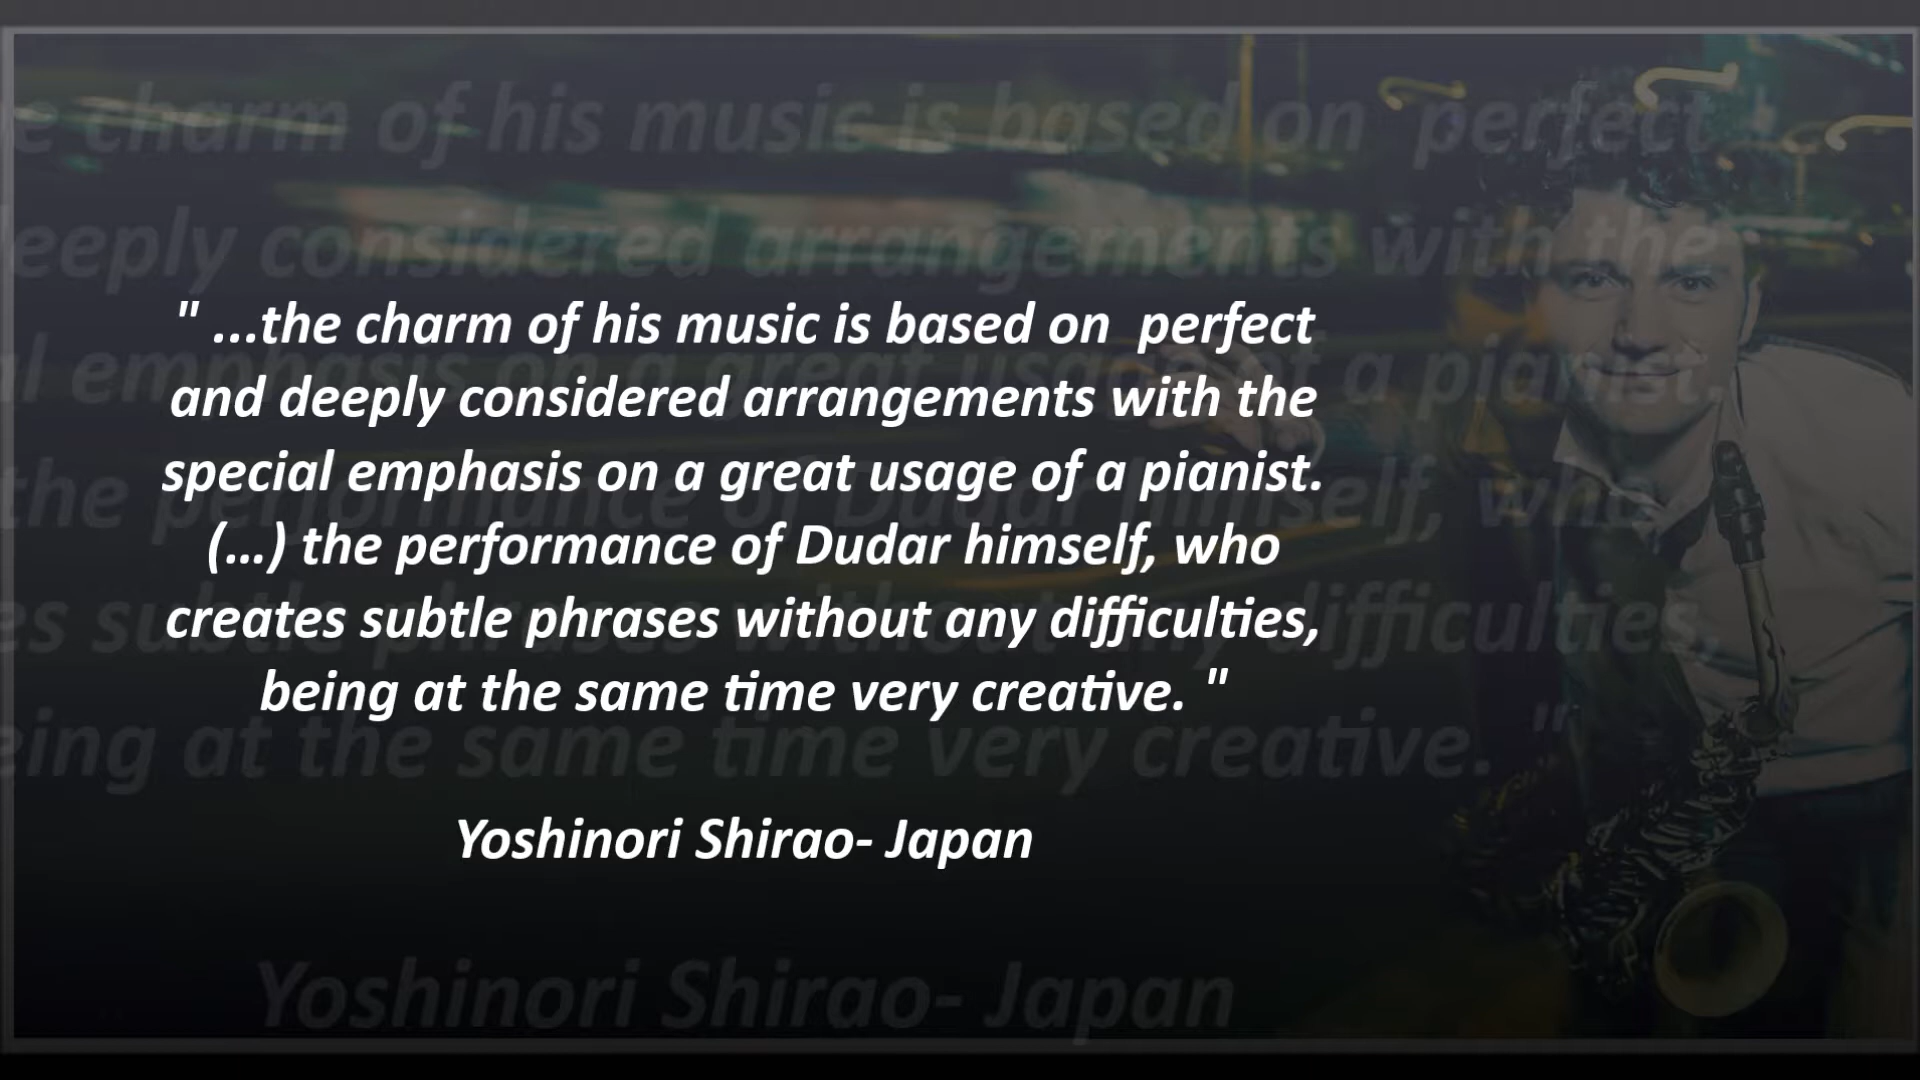 " ...the charm of his music is based on  perfect
and deeply considered arrangements with the
special emphasis on a great usage of a pianist.
(...) the performance of Dudar himself, who
creates subtle phrases without any difficulties,
being at the same time very creative. "
Yoshinori Shirao- Japan